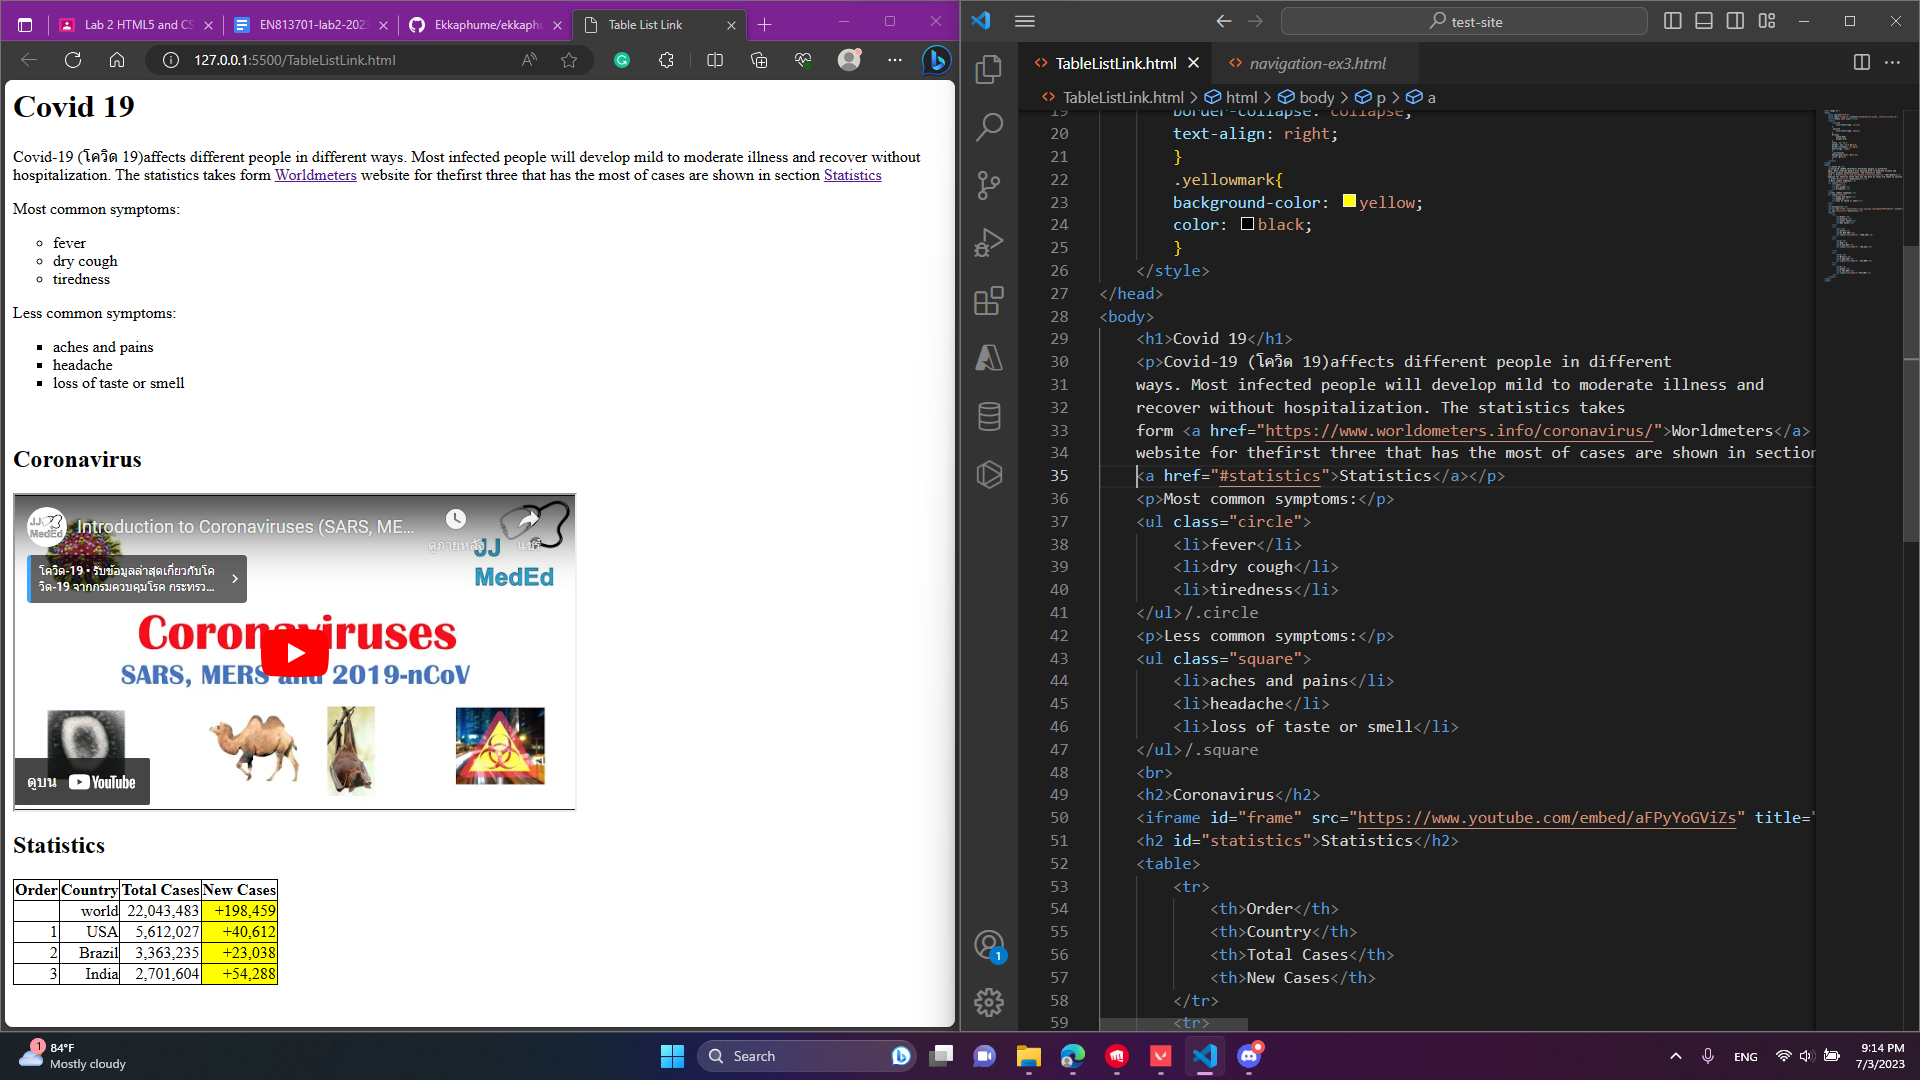 Lab 2 HTML5 and CS
EN813701-lab2-202
Ekkaphume/ekkaph
Table List Link
127.0.0.1:5500/TableListLink.html
Covid 19
Covid-19 (โควิด 19)affects different people in different ways. Most infected people will develop mild to moderate illness and recover without
hospitalization. The statistics takes form Worldmeters website for thefirst three that has the most of cases are shown in section Statistics
Most common symptoms:
fever
dry cough
tiredness
Less common symptoms:
aches and pains
headache
loss of taste or smell
Coronavirus
JJ MedEd
Introduction to Coronaviruses (SARS, ME...
ดูภายหลัง
แชร์
JJ
MedEd
โควิด-19 • รับข้อมูลล่าสุดเกี่ยวกับโค
วิด-19 จากกรมควบคุมโรค กระทรว...
Coronaviruses
SARS, MERS and 2019-nCoV
ดูบน YouTube
Statistics
Order Country Total Cases New Cases
world 22,043,483 +198,459
1 USA 5,612,027 +40,612
2 Brazil 3,363,235 +23,038
3 India 2,701,604 +54,288
test-site
TableListLink.html
navigation-ex3.html
TableListLink.html > html > body > p > a
19 border-collapse: collapse;
20 text-align: right;
21 }
22 .yellowmark{
23 background-color: yellow;
24 color: black;
25 }
26 </style>
27 </head>
28 <body>
29 <h1>Covid 19</h1>
30 <p>Covid-19 (โควิด 19)affects different people in different
31 ways. Most infected people will develop mild to moderate illness and
32 recover without hospitalization. The statistics takes
33 form <a href="https://www.worldometers.info/coronavirus/">Worldmeters</a>
34 website for thefirst three that has the most of cases are shown in section
35 <a href="#statistics">Statistics</a></p>
36 <p>Most common symptoms:</p>
37 <ul class="circle">
38 <li>fever</li>
39 <li>dry cough</li>
40 <li>tiredness</li>
41 </ul>/.circle
42 <p>Less common symptoms:</p>
43 <ul class="square">
44 <li>aches and pains</li>
45 <li>headache</li>
46 <li>loss of taste or smell</li>
47 </ul>/.square
48 <br>
49 <h2>Coronavirus</h2>
50 <iframe id="frame" src="https://www.youtube.com/embed/aFPyYoGViZs" title="
51 <h2 id="statistics">Statistics</h2>
52 <table>
53 <tr>
54 <th>Order</th>
55 <th>Country</th>
56 <th>Total Cases</th>
57 <th>New Cases</th>
58 </tr>
59 <tr>
1
1
84°F
Mostly cloudy
Search
ENG
9:14 PM
7/3/2023